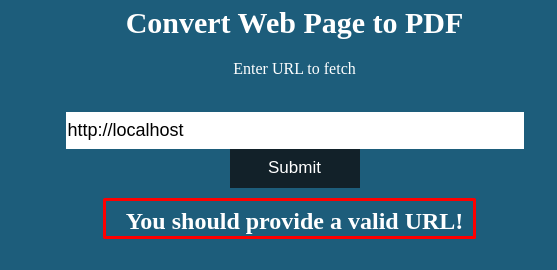 Convert Web Page to PDF
Enter URL to fetch
http://localhost
Submit
You should provide a valid URL!